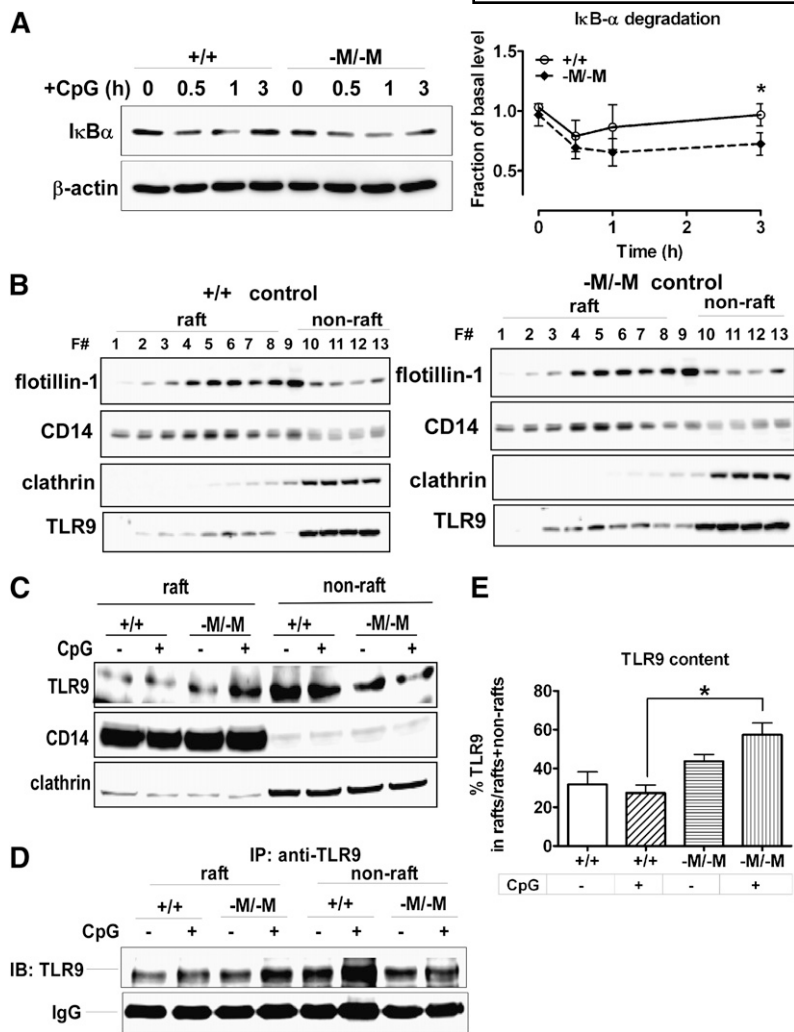 A
+/+
-M/-M
+CpG (h) 0 0.5 1 3 0 0.5 1 3
IκBα
β-actin
IκB-α degradation
Fraction of basal level
1.5
1.0
0.5
+/+
-M/-M
*
0 1 2 3
Time (h)
B
+/+ control
raft non-raft
F# 1 2 3 4 5 6 7 8 9 10 11 12 13
flotillin-1
CD14
clathrin
TLR9
-M/-M control
raft non-raft
F# 1 2 3 4 5 6 7 8 9 10 11 12 13
flotillin-1
CD14
clathrin
TLR9
C
raft non-raft
+/+ -M/-M +/+ -M/-M
CpG - + - + - + - +
TLR9
CD14
clathrin
D
IP: anti-TLR9
raft non-raft
+/+ -M/-M +/+ -M/-M
CpG - + - + - + - +
IB: TLR9
IgG
E
TLR9 content
% TLR9
in rafts/rafts+non-rafts
80
60
40
20
0
*
+/+ +/+ -M/-M -M/-M
CpG - + - +